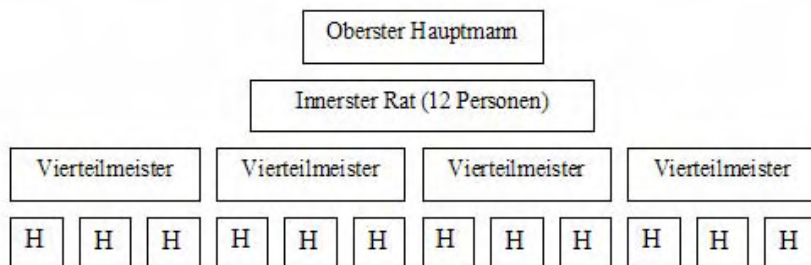 Oberster Hauptmann
Innerster Rat (12 Personen)
Vierteilmeister Vierteilmeister Vierteilmeister Vierteilmeister
H H H H H H H H H H H H